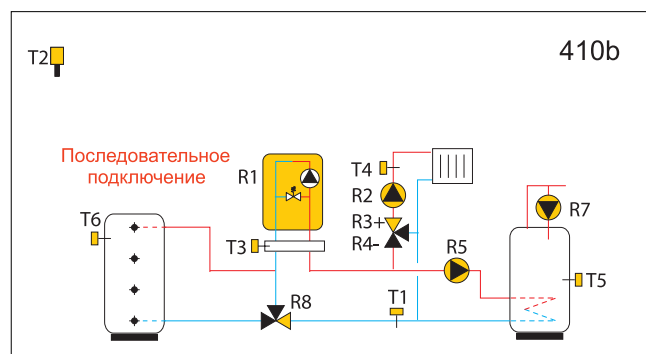 410b
T2
Последовательное
подключение
R1
T4
R2
R7
T6
R3+
R4-
T3
R5
T5
R8
T1